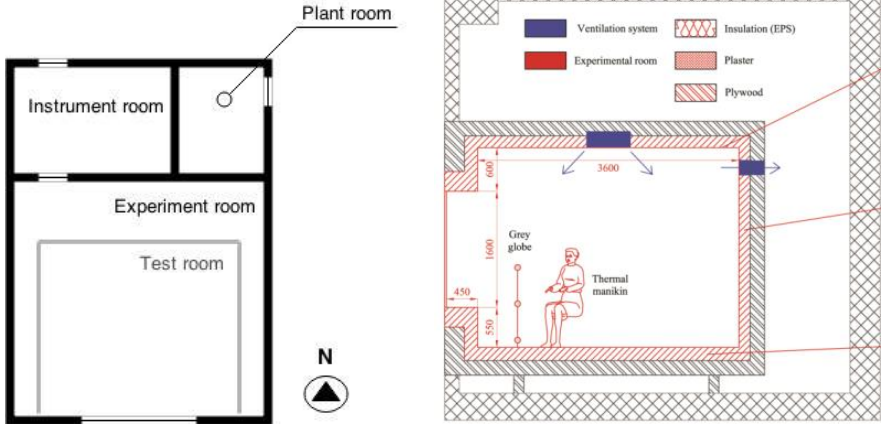 Plant room
Instrument room
Experiment room
Test room
N
Ventilation system
Insulation (EPS)
Experimental room
Plaster
Plywood
600
3600
1600
Grey
globe
Thermal
manikin
450
550